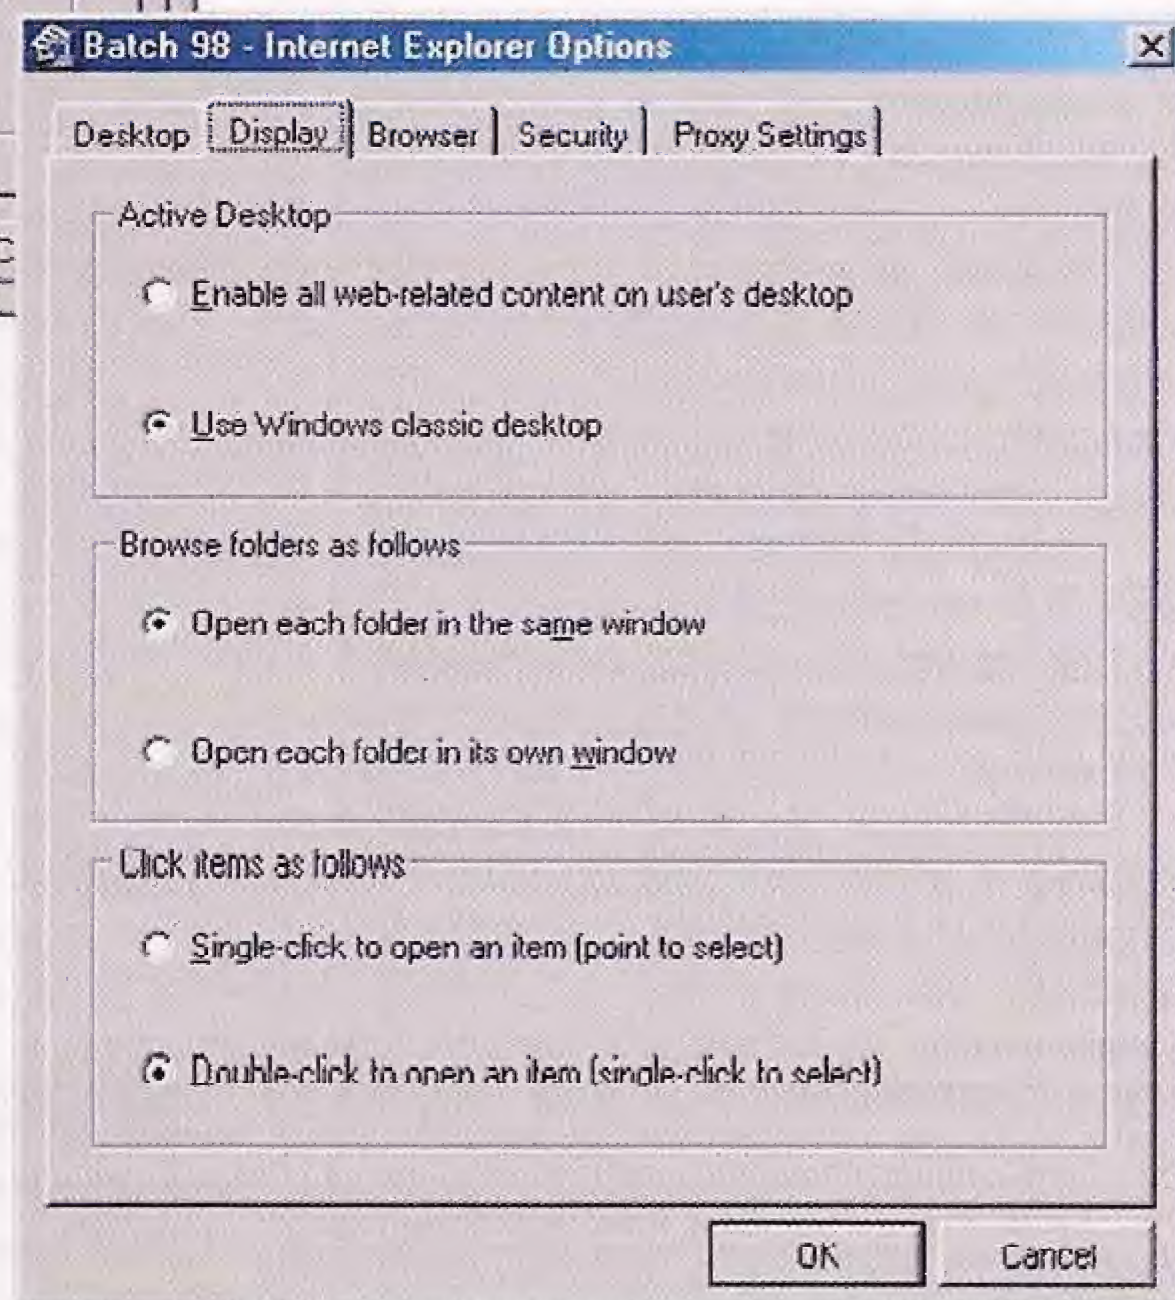 Batch 98 - Internet Explorer Options
Desktop Display Browser Security Proxy Settings
Active Desktop
Enable all web-related content on user's desktop
Use Windows classic desktop
Browse folders as follows
Open each folder in the same window
Open each folder in its own window
Click items as follows
Single-click to open an item (point to select)
Double-click to open an item (single-click to select)
OK Cancel